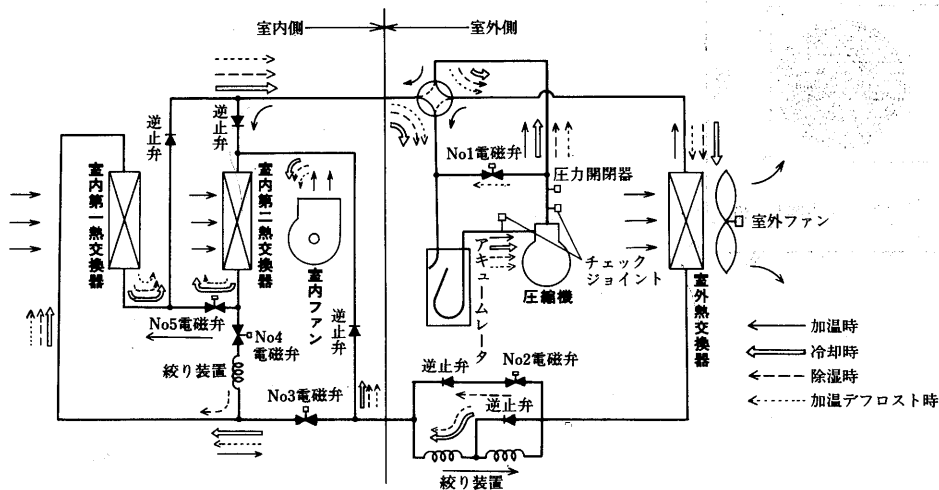 室内側
室外側
逆止弁
逆止弁
No1電磁弁
圧力開閉器
室内第一熱交換器
室内第二熱交換器
室内ファン
アキュームレータ
圧縮機
チェック
ジョイント
室外熱交換器
室外ファン
No5電磁弁
No4
電磁弁
逆止弁
絞り装置
No3電磁弁
逆止弁
No2電磁弁
逆止弁
絞り装置
加温時
冷却時
除湿時
加温デフロスト時